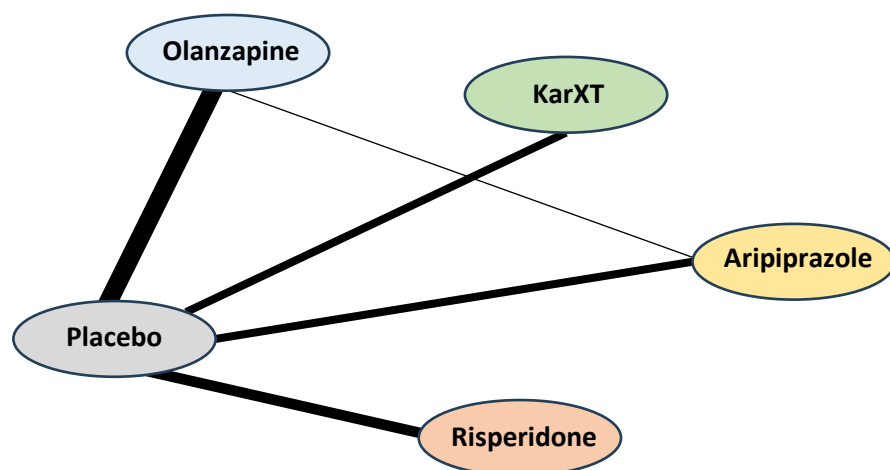 Olanzapine
KarXT
Aripiprazole
Placebo
Risperidone